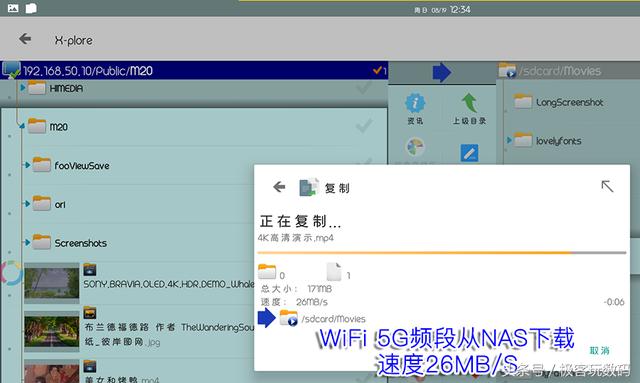 周日 08/19 12:34
X-plore
192.168.50.10/Public/M20
1
/sdcard/Movies
HIMEDIA
M20
fooViewSave
ori
Screenshots
SONY,BRAVIA,OLED,4K,HDR,DEMO_Whale
布兰德福德路 作者 TheWanderingSou
纸_彼岸图网.jpg
美女和烤鸭.mp4
资讯
上级目录
LongScreenshot
lovelyfonts
复制
正在复制...
4K高清演示.mp4
0
1
总大小: 171MB
速度: 26MB/s
-0:06
/sdcard/Movies
取消
WiFi 5G频段从NAS下载
速度26MB/S
头条号 / 极客玩数码